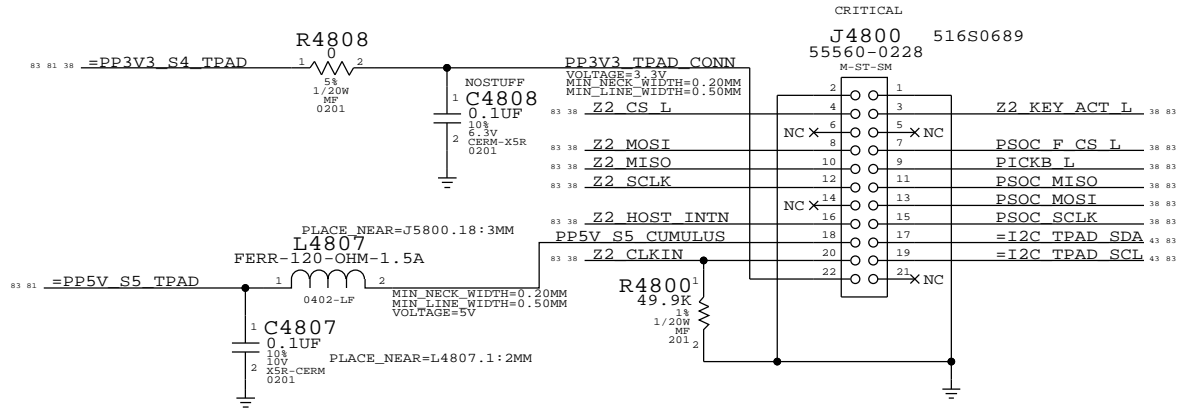 CRITICAL
J4800 516S0689
55560-0228
M-ST-SM
R4808
0
83 81 38 =PP3V3_S4_TPAD 1 2
5%
1/20W
MF
0201
PP3V3_TPAD_CONN
VOLTAGE=3.3V
MIN_NECK_WIDTH=0.20MM
MIN_LINE_WIDTH=0.50MM
NOSTUFF
1 C4808
0.1UF
10%
6.3V
2 CERM-X5R
0201
2 1
83 38 Z2_CS_L 4 3 Z2_KEY_ACT_L 38 83
NC 6 5 NC
83 38 Z2_MOSI 8 7 PSOC_F_CS_L 38 83
83 38 Z2_MISO 10 9 PICKB_L 38 83
83 38 Z2_SCLK 12 11 PSOC_MISO 38 83
NC 14 13 PSOC_MOSI 38 83
83 38 Z2_HOST_INTN 16 15 PSOC_SCLK 38 83
PP5V_S5_CUMULUS 18 17 =I2C_TPAD_SDA 43 83
83 38 Z2_CLKIN 20 19 =I2C_TPAD_SCL 43 83
22 21 NC
PLACE_NEAR=J5800.18:3MM
L4807
FERR-120-OHM-1.5A
83 81 =PP5V_S5_TPAD 1 2
0402-LF
MIN_NECK_WIDTH=0.20MM
MIN_LINE_WIDTH=0.50MM
VOLTAGE=5V
R4800 1
49.9K
1%
1/20W
MF
201 2
1 C4807
0.1UF
10%
10V
2 X5R-CERM
0201
PLACE_NEAR=L4807.1:2MM